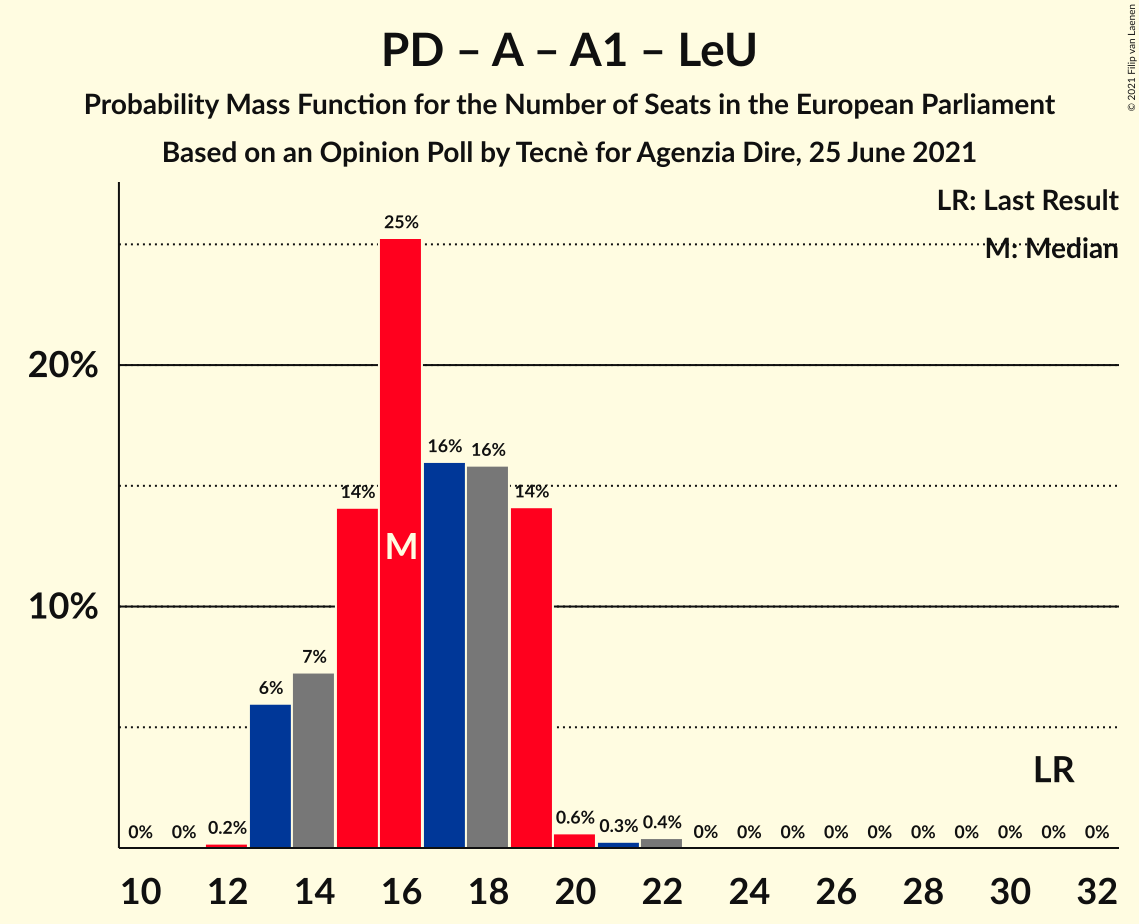 © 2021 Filip van Laenen
PD – A – A1 – LeU
Probability Mass Function for the Number of Seats in the European Parliament
Based on an Opinion Poll by Tecnè for Agenzia Dire, 25 June 2021
LR: Last Result
M: Median
20%
10%
0% 0% 0.2% 6% 7% 14% 25% 16% 16% 14% 0.6% 0.3% 0.4% 0% 0% 0% 0% 0% 0% 0% 0% 0% 0%
M
LR
10 12 14 16 18 20 22 24 26 28 30 32